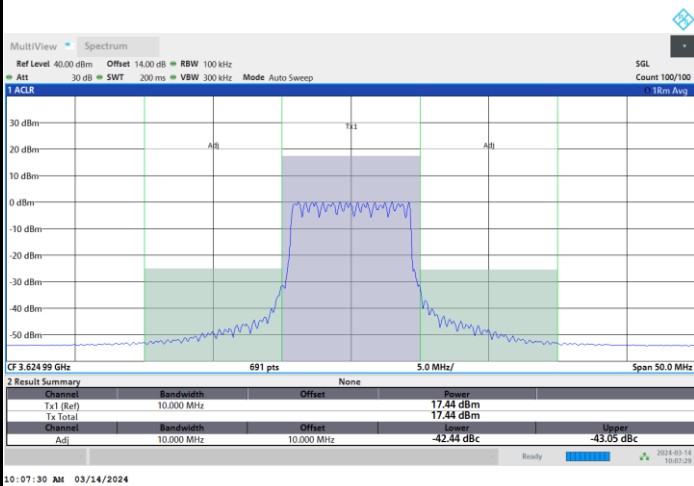 MultiView Spectrum
Ref Level 40.00 dBm Offset 14.00 dB RBW 100 kHz SGL
Att 30 dB SWT 200 ms VBW 300 kHz Mode Auto Sweep Count 100/100
1 ACLR 1Rm Avg
30 dBm
Tx1
20 dBm
Adj Adj
10 dBm
0 dBm
-10 dBm
-20 dBm
-30 dBm
-40 dBm
-50 dBm
CF 3.624 99 GHz 691 pts 5.0 MHz/ Span 50.0 MHz
2 Result Summary None
Channel Bandwidth Offset Power
Tx1 (Ref) 10.000 MHz 17.44 dBm
Tx Total 17.44 dBm
Channel Bandwidth Offset Lower Upper
Adj 10.000 MHz 10.000 MHz -42.44 dBc -43.05 dBc
Ready 2024-03-14
10:07:29
10:07:30 AM 03/14/2024